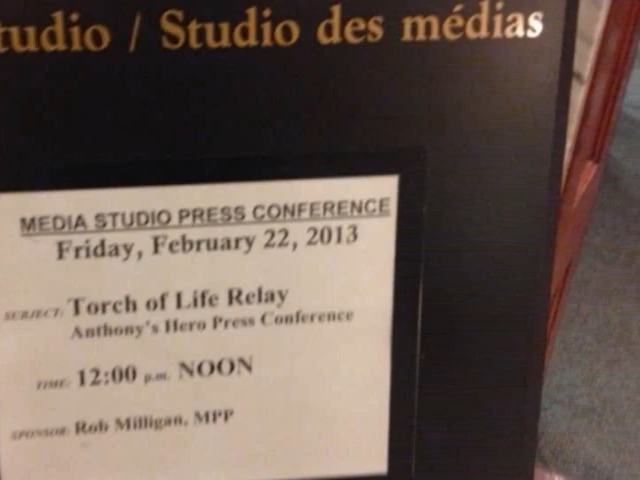 tudio / Studio des médias
MEDIA STUDIO PRESS CONFERENCE
Friday, February 22, 2013
SUBJECT: Torch of Life Relay
Anthony's Hero Press Conference
TIME: 12:00 p.m. NOON
SPONSOR: Rob Milligan, MPP